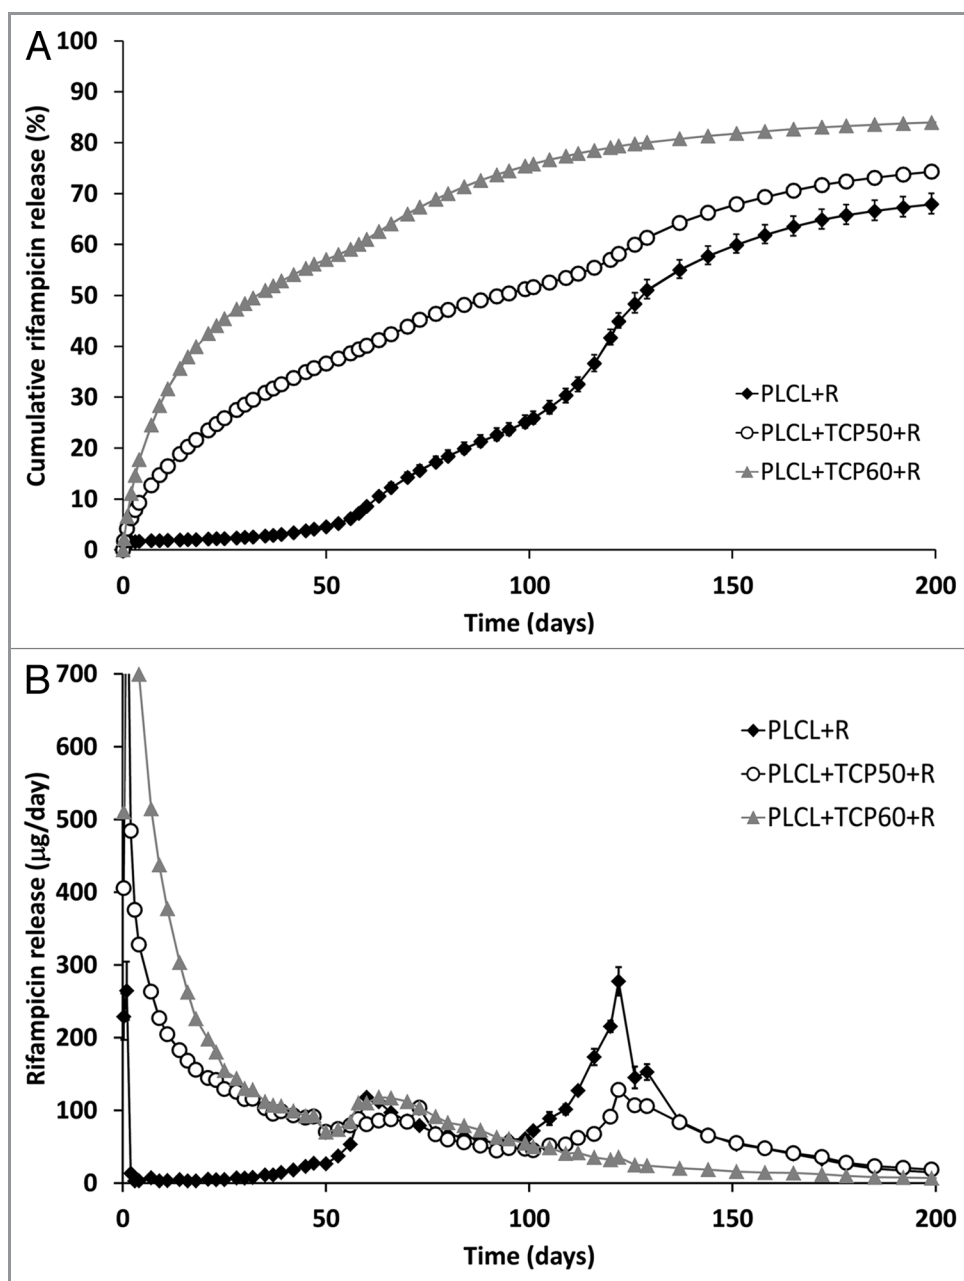 A
100
90
80
70
60
50
40
30
20
10
0
Cumulative rifampicin release (%)
PLCL+R
PLCL+TCP50+R
PLCL+TCP60+R
0 50 100 150 200
Time (days)
B
700
600
500
400
300
200
100
0
Rifampicin release (µg/day)
PLCL+R
PLCL+TCP50+R
PLCL+TCP60+R
0 50 100 150 200
Time (days)